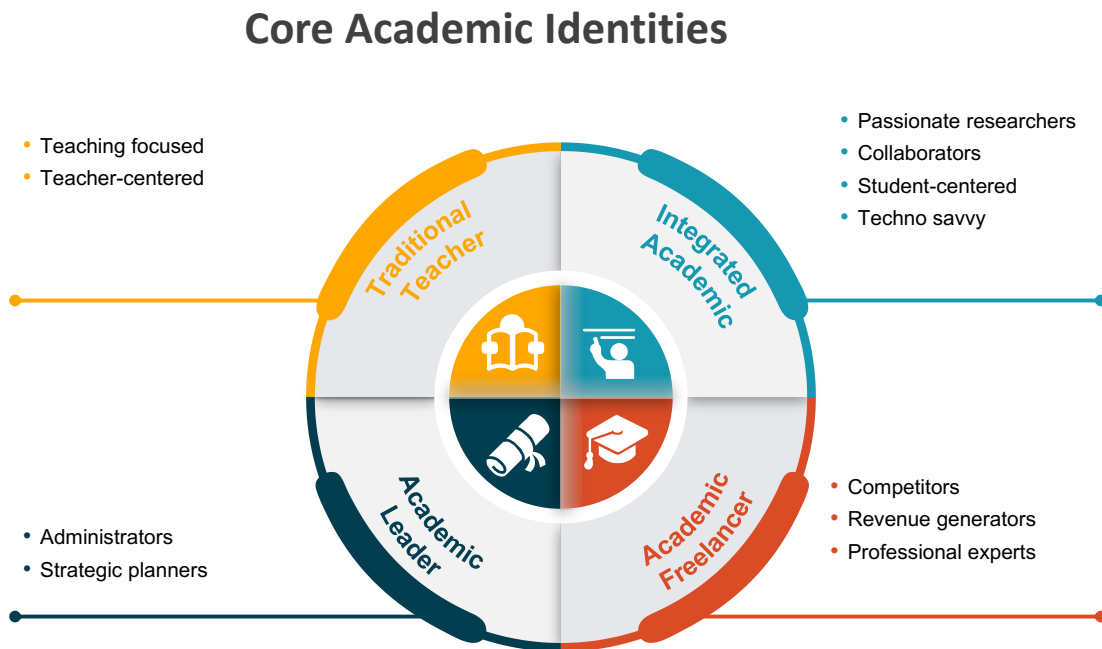 Core Academic Identities
• Teaching focused
• Teacher-centered
• Passionate researchers
• Collaborators
• Student-centered
• Techno savvy
Traditional
Teacher
Integrated
Academic
Academic
Leader
Academic
Freelancer
• Administrators
• Strategic planners
• Competitors
• Revenue generators
• Professional experts